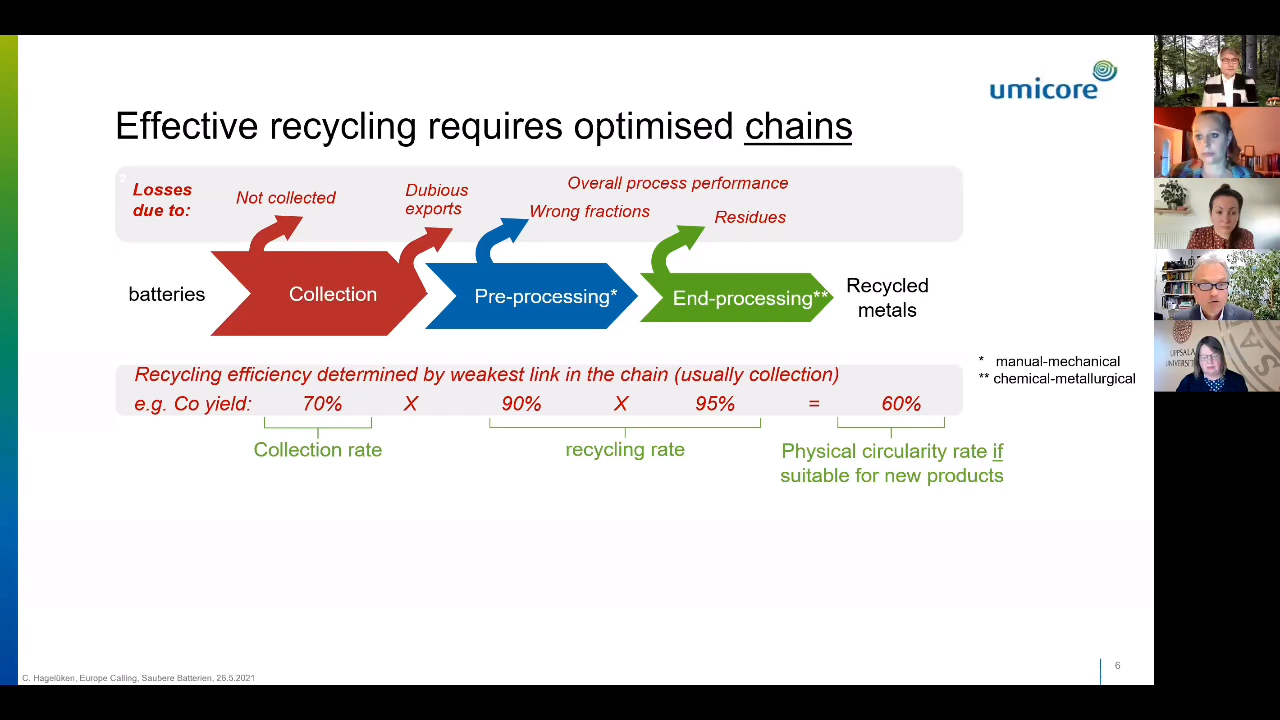 umicore
Effective recycling requires optimised chains
Losses
due to:
Not collected
Dubious
exports
Overall process performance
Wrong fractions
Residues
batteries
Collection
Pre-processing*
End-processing**
Recycled
metals
* manual-mechanical
** chemical-metallurgical
Recycling efficiency determined by weakest link in the chain (usually collection)
e.g. Co yield: 70% X 90% X 95% = 60%
Collection rate
recycling rate
Physical circularity rate if
suitable for new products
UPPSALA
6
C. Hagelüken, Europe Calling, Saubere Batterien, 26.5.2021